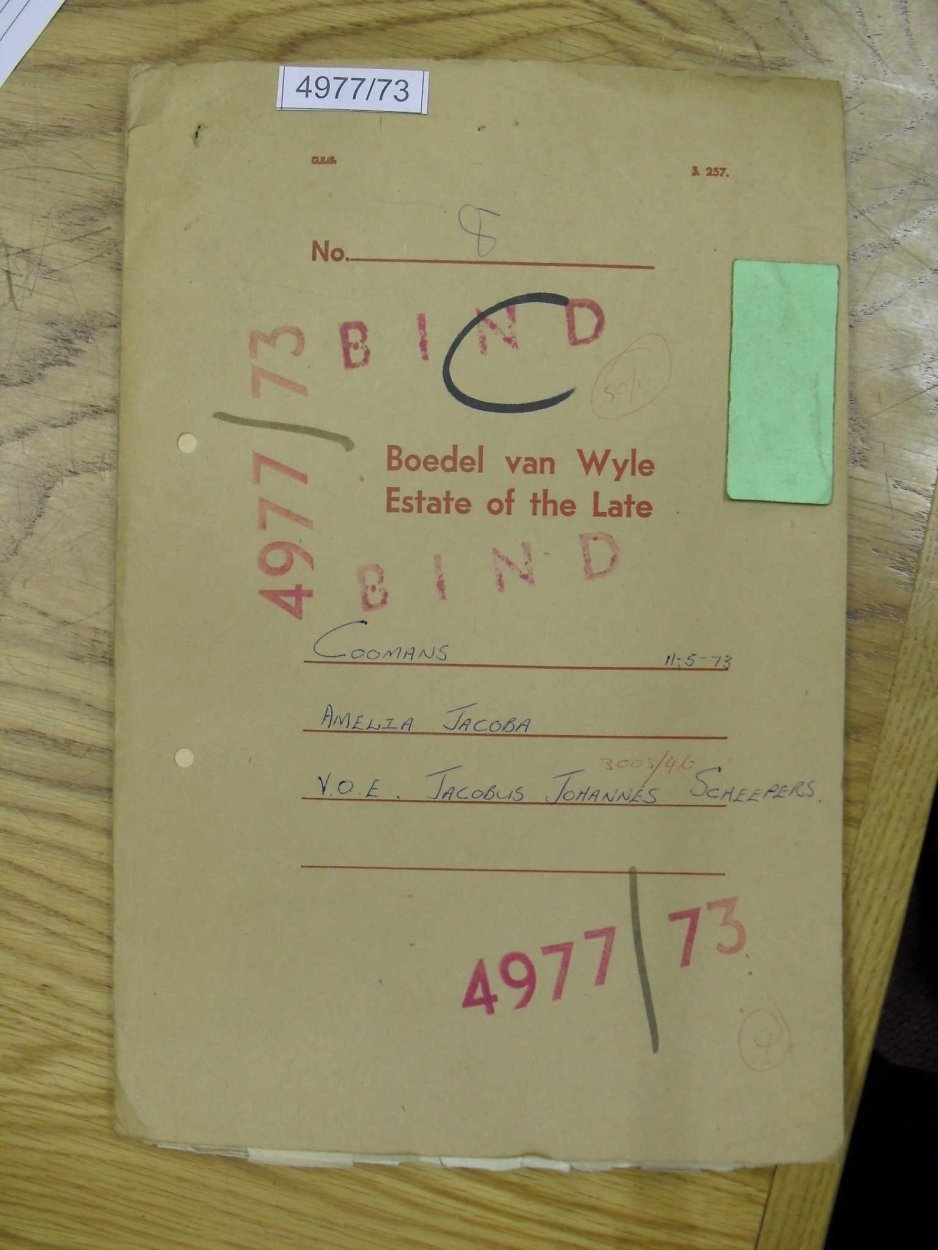 4977/73
G.E.S.
J. 257.
No. 8
BIND
C
4977/73
Boedel van Wyle
Estate of the Late
BIND
COOMANS 11-5-73
AMELIA JACOBA
3003/46
V.O.E. JACOBUS JOHANNES SCHEEPERS.
4977/73